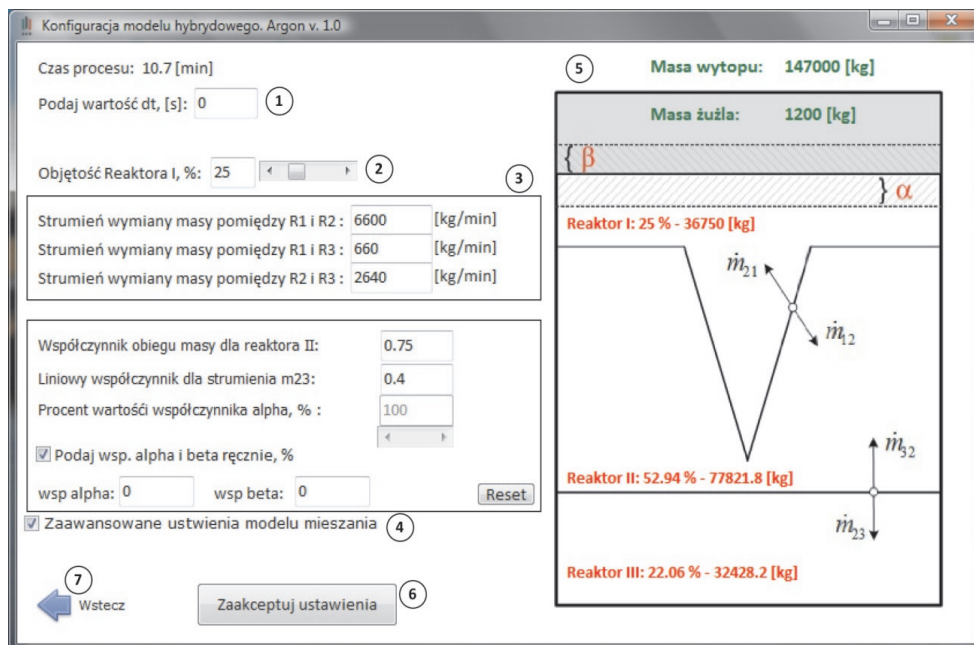 Konfiguracja modelu hybrydowego. Argon v. 1.0
Czas procesu: 10.7 [min]
Podaj wartość dt, [s]: 0
1
Objętość Reaktora I, %: 25
2
3
Strumień wymiany masy pomiędzy R1 i R2 : 6600 [kg/min]
Strumień wymiany masy pomiędzy R1 i R3 : 660 [kg/min]
Strumień wymiany masy pomiędzy R2 i R3 : 2640 [kg/min]
Współczynnik obiegu masy dla reaktora II: 0.75
Liniowy współczynnik dla strumienia m23: 0.4
Procent wartośći współczynnika alpha, % : 100
Podaj wsp. alpha i beta ręcznie, %
wsp alpha: 0 wsp beta: 0 Reset
Zaawansowane ustwienia modelu mieszania
4
7
Wstecz
Zaakceptuj ustawienia
6
5
Masa wytopu: 147000 [kg]
Masa żużla: 1200 [kg]
{ β
} α
Reaktor I: 25 % - 36750 [kg]
ṁ21
ṁ12
ṁ32
Reaktor II: 52.94 % - 77821.8 [kg]
ṁ23
Reaktor III: 22.06 % - 32428.2 [kg]